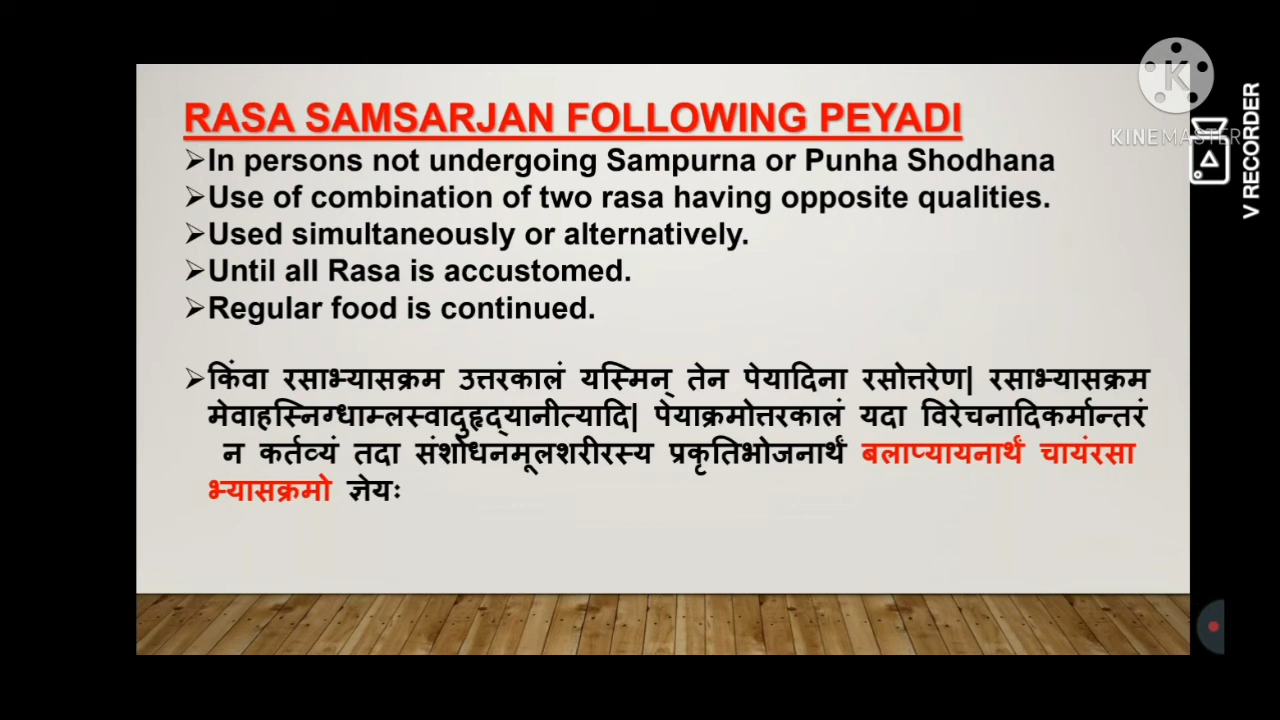 RASA SAMSARJAN FOLLOWING PEYADI
➢In persons not undergoing Sampurna or Punha Shodhana
➢Use of combination of two rasa having opposite qualities.
➢Used simultaneously or alternatively.
➢Until all Rasa is accustomed.
➢Regular food is continued.
➢किंवा रसाभ्यासक्रम उत्तरकालं यस्मिन् तेन पेयादिना रसोत्तरेण| रसाभ्यासक्रम
मेवाहस्निग्धाम्लस्वादुहृद्यानीत्यादि| पेयाक्रमोत्तरकालं यदा विरेचनादिकर्मान्तरं
न कर्तव्यं तदा संशोधनमूलशरीरस्य प्रकृतिभोजनार्थं बलाप्यायनार्थं चायंरसा
भ्यासक्रमो ज्ञेयः
K
KINEMASTER
V RECORDER